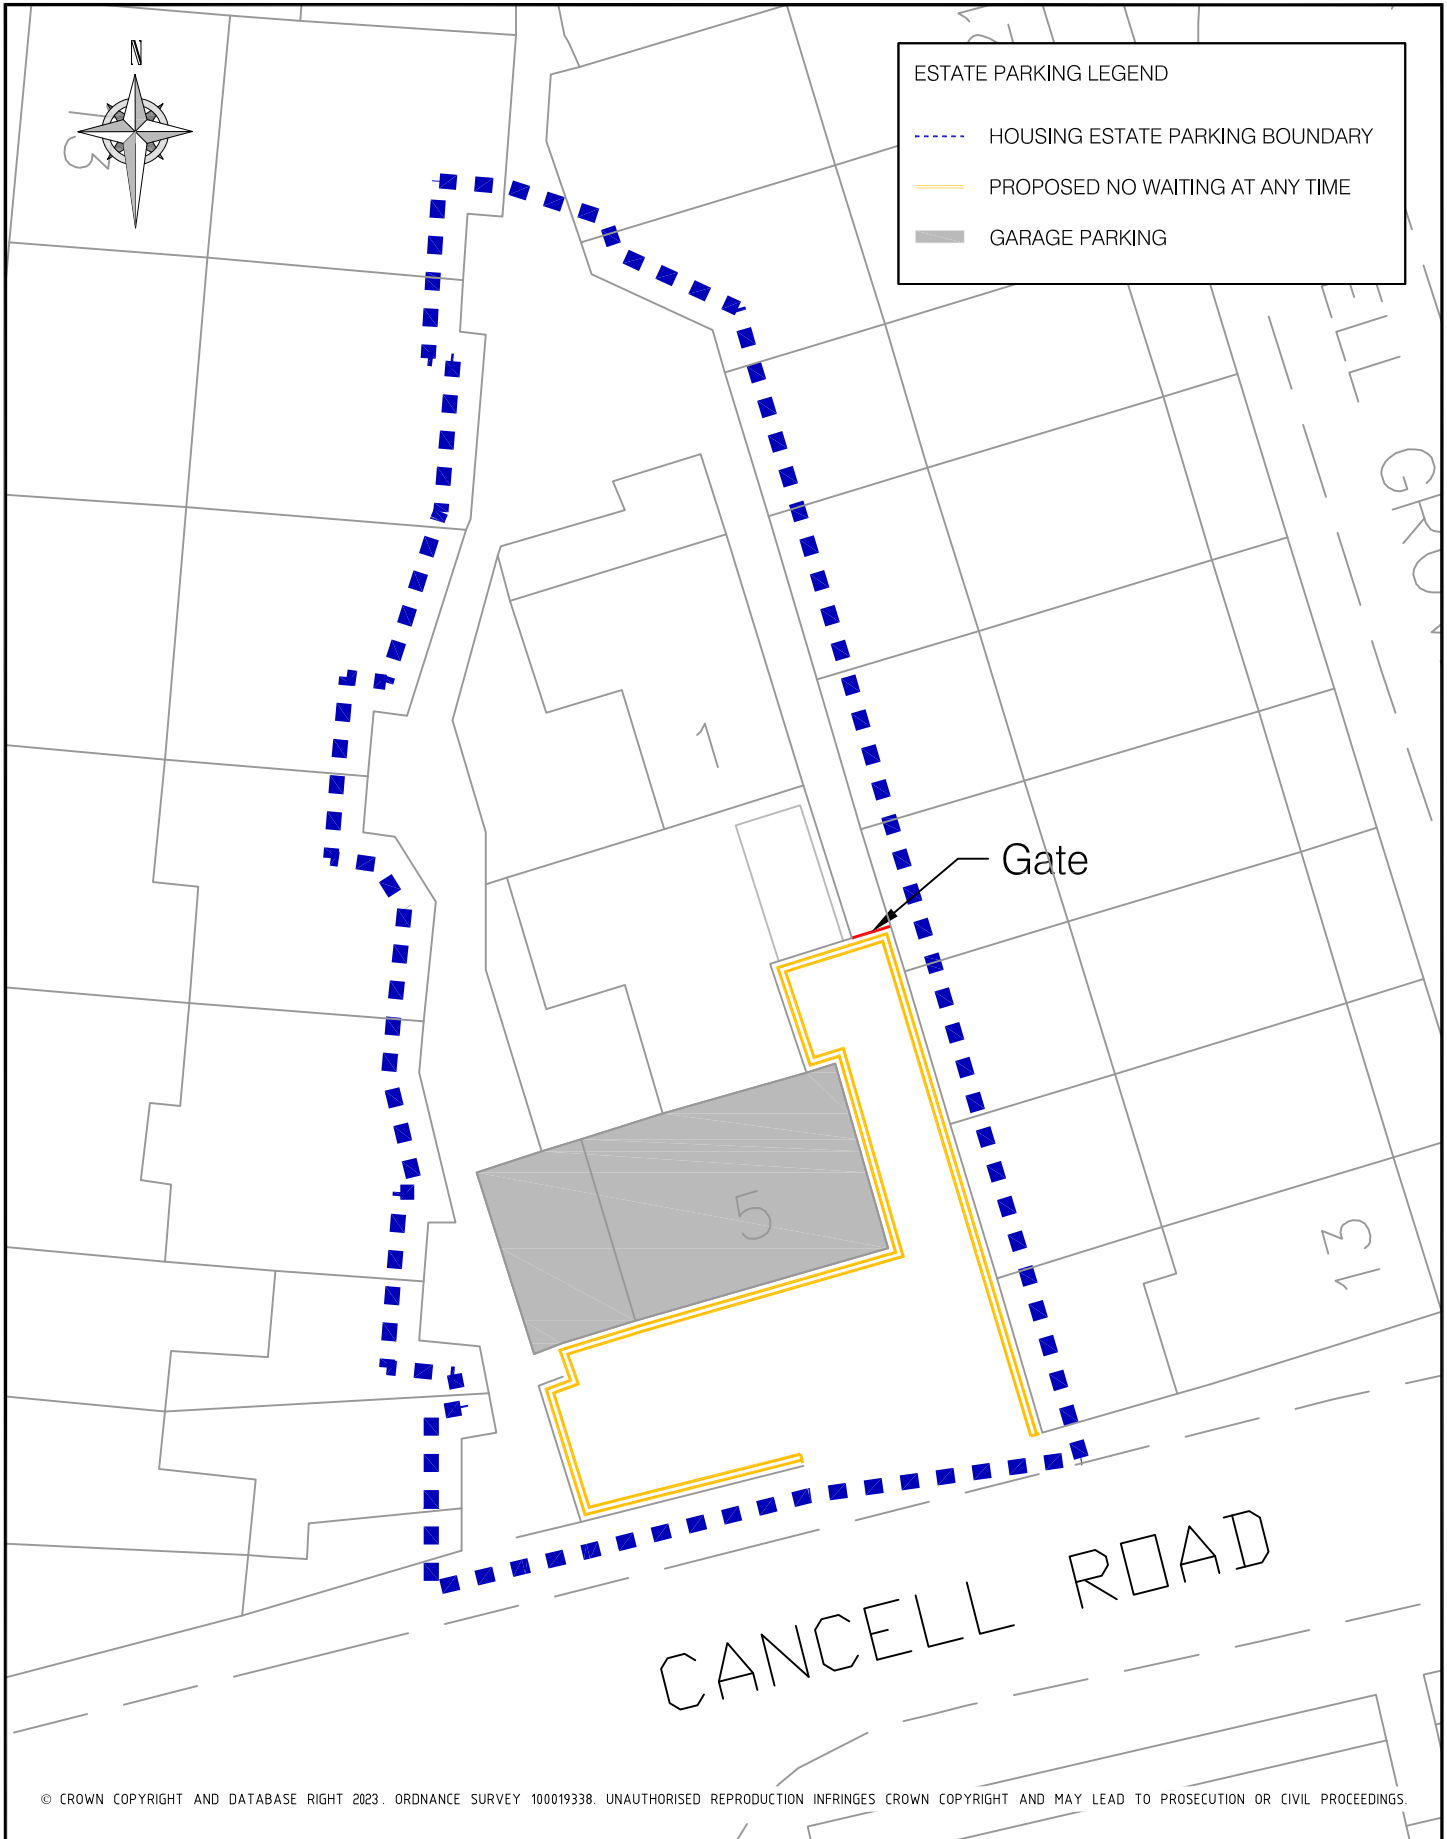 N
31
ESTATE PARKING LEGEND
HOUSING ESTATE PARKING BOUNDARY
PROPOSED NO WAITING AT ANY TIME
GARAGE PARKING
1
Gate
5
13
CANCELL ROAD
© CROWN COPYRIGHT AND DATABASE RIGHT 2023. ORDNANCE SURVEY 100019338. UNAUTHORISED REPRODUCTION INFRINGES CROWN COPYRIGHT AND MAY LEAD TO PROSECUTION OR CIVIL PROCEEDINGS.